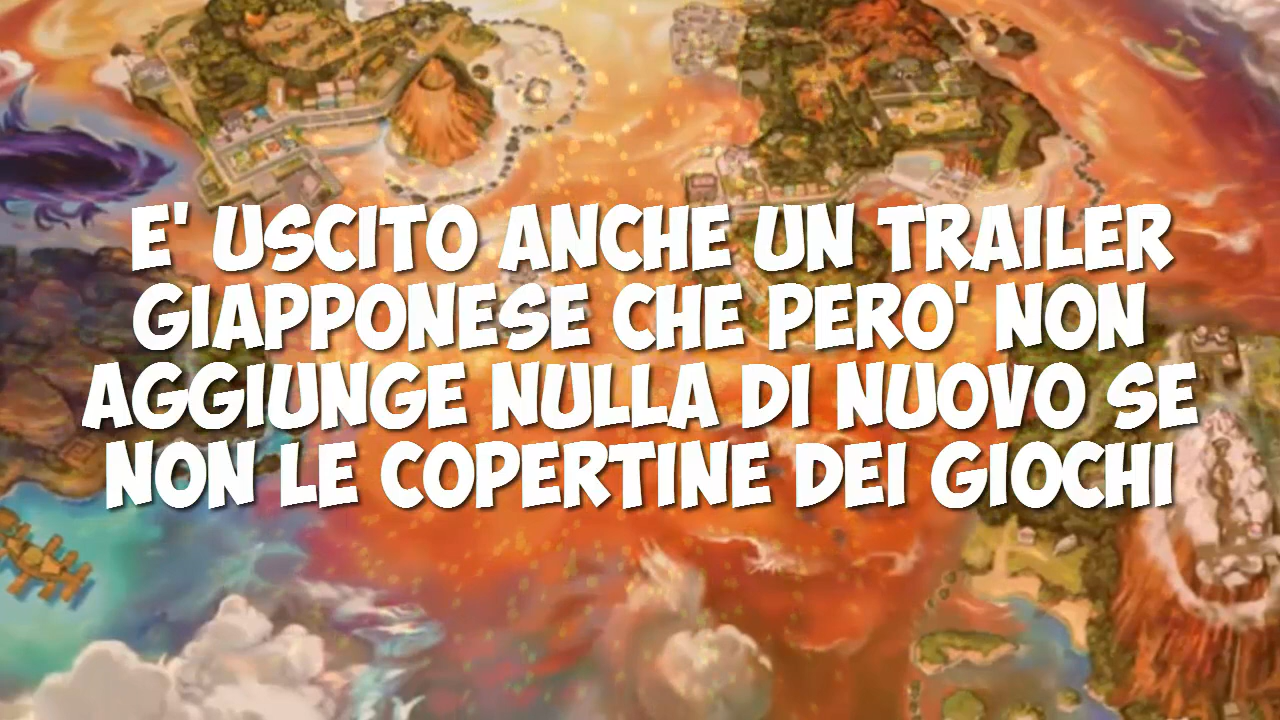 E' USCITO ANCHE UN TRAILER
GIAPPONESE CHE PERO' NON
AGGIUNGE NULLA DI NUOVO SE
NON LE COPERTINE DEI GIOCHI